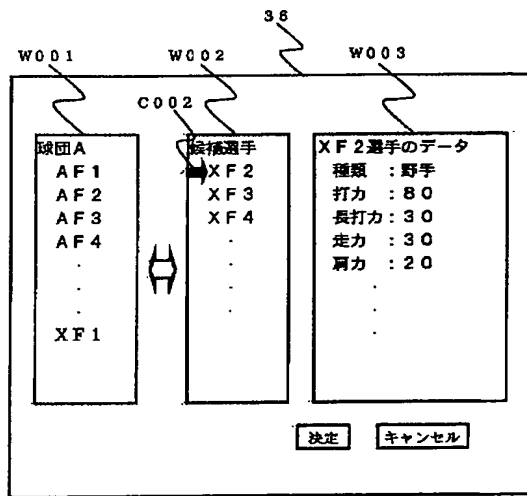 36
W001
W002
W003
C002
球団A
AF1
AF2
AF3
AF4
XF1
候補選手
XF2
XF3
XF4
XF2選手のデータ
種類 :野手
打力 :80
長打力:30
走力 :30
肩力 :20
決定
キャンセル